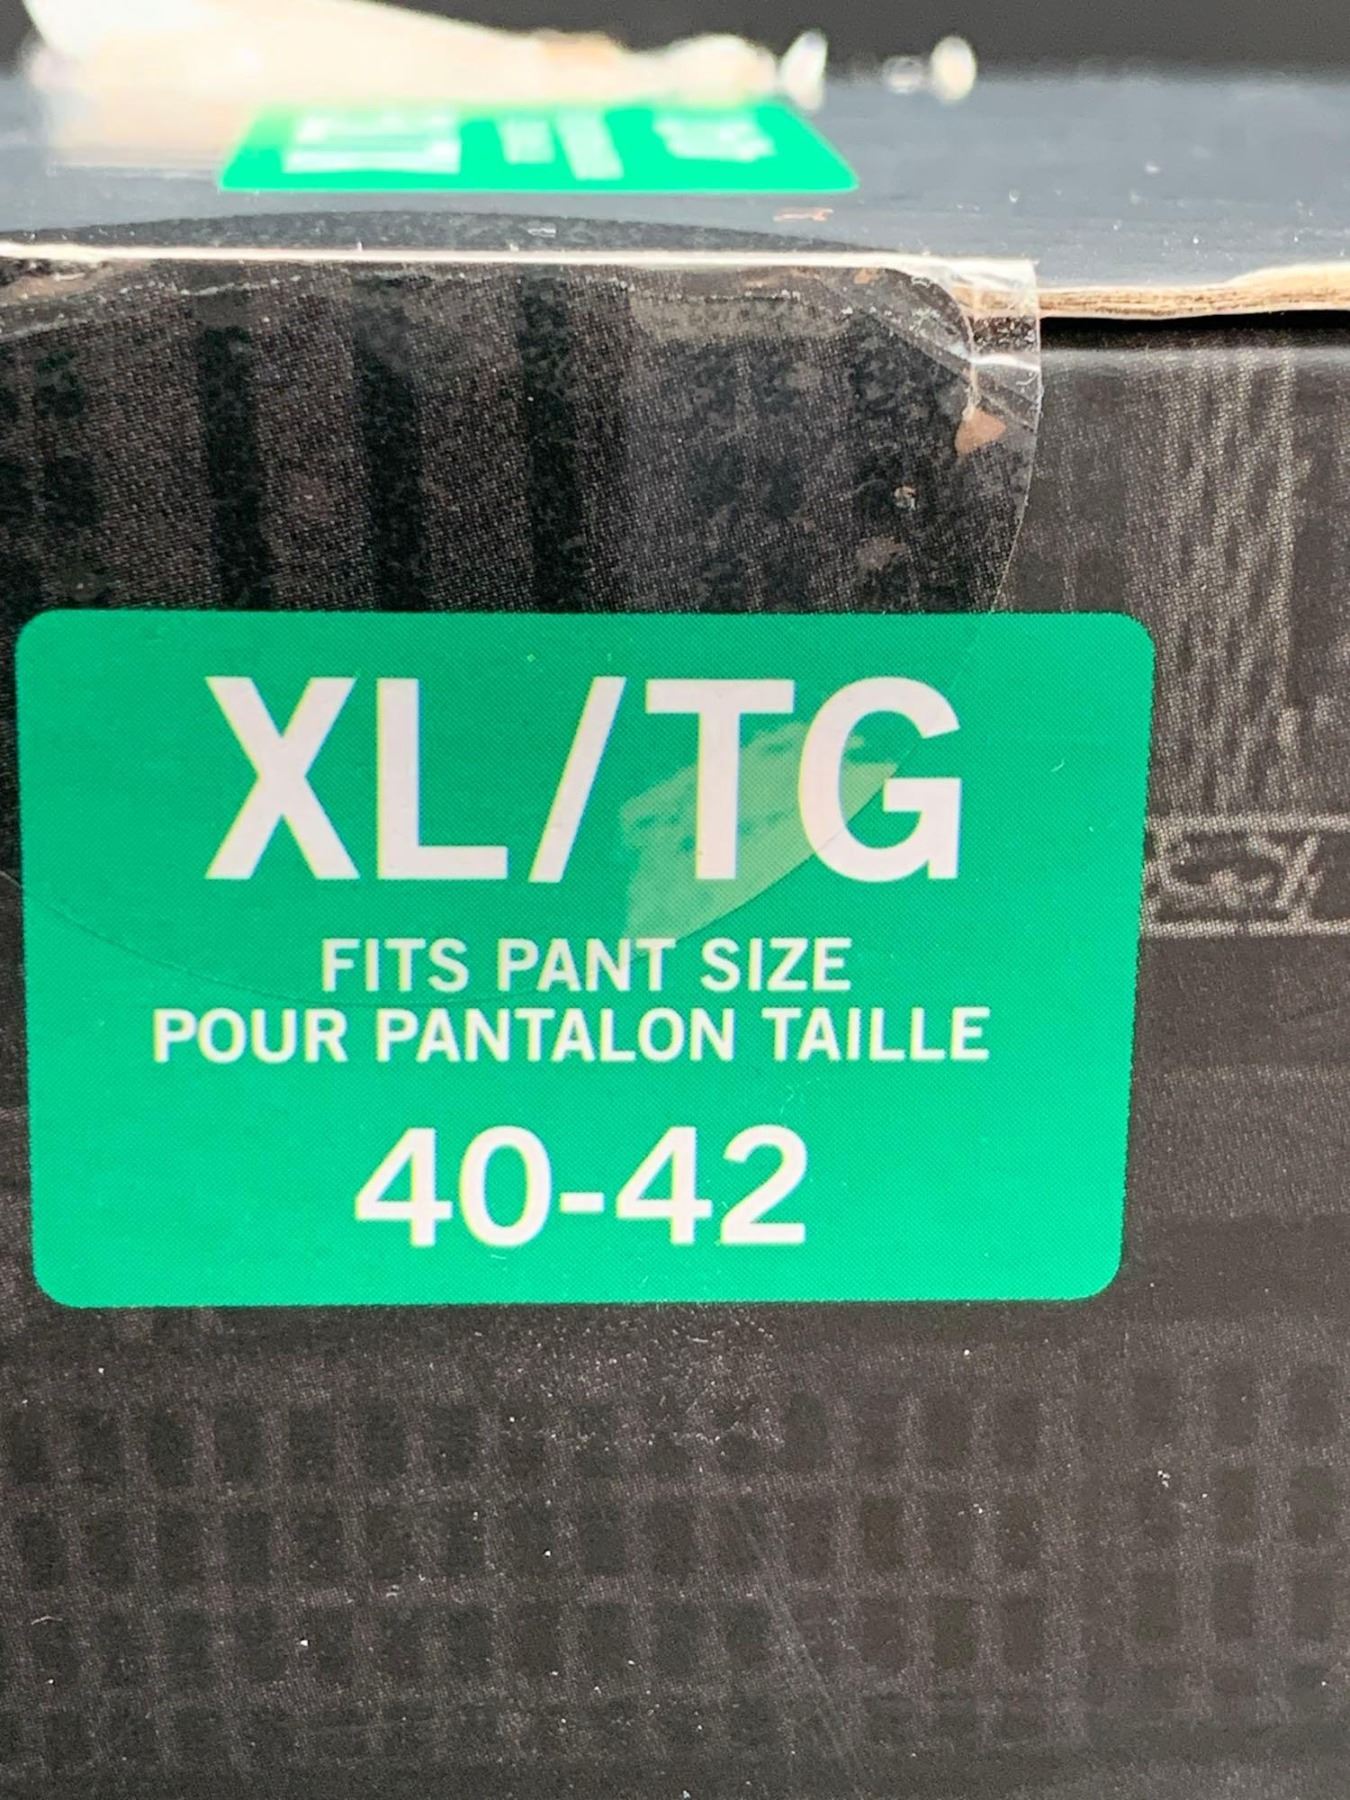 XL/TG
FITS PANT SIZE
POUR PANTALON TAILLE
40-42